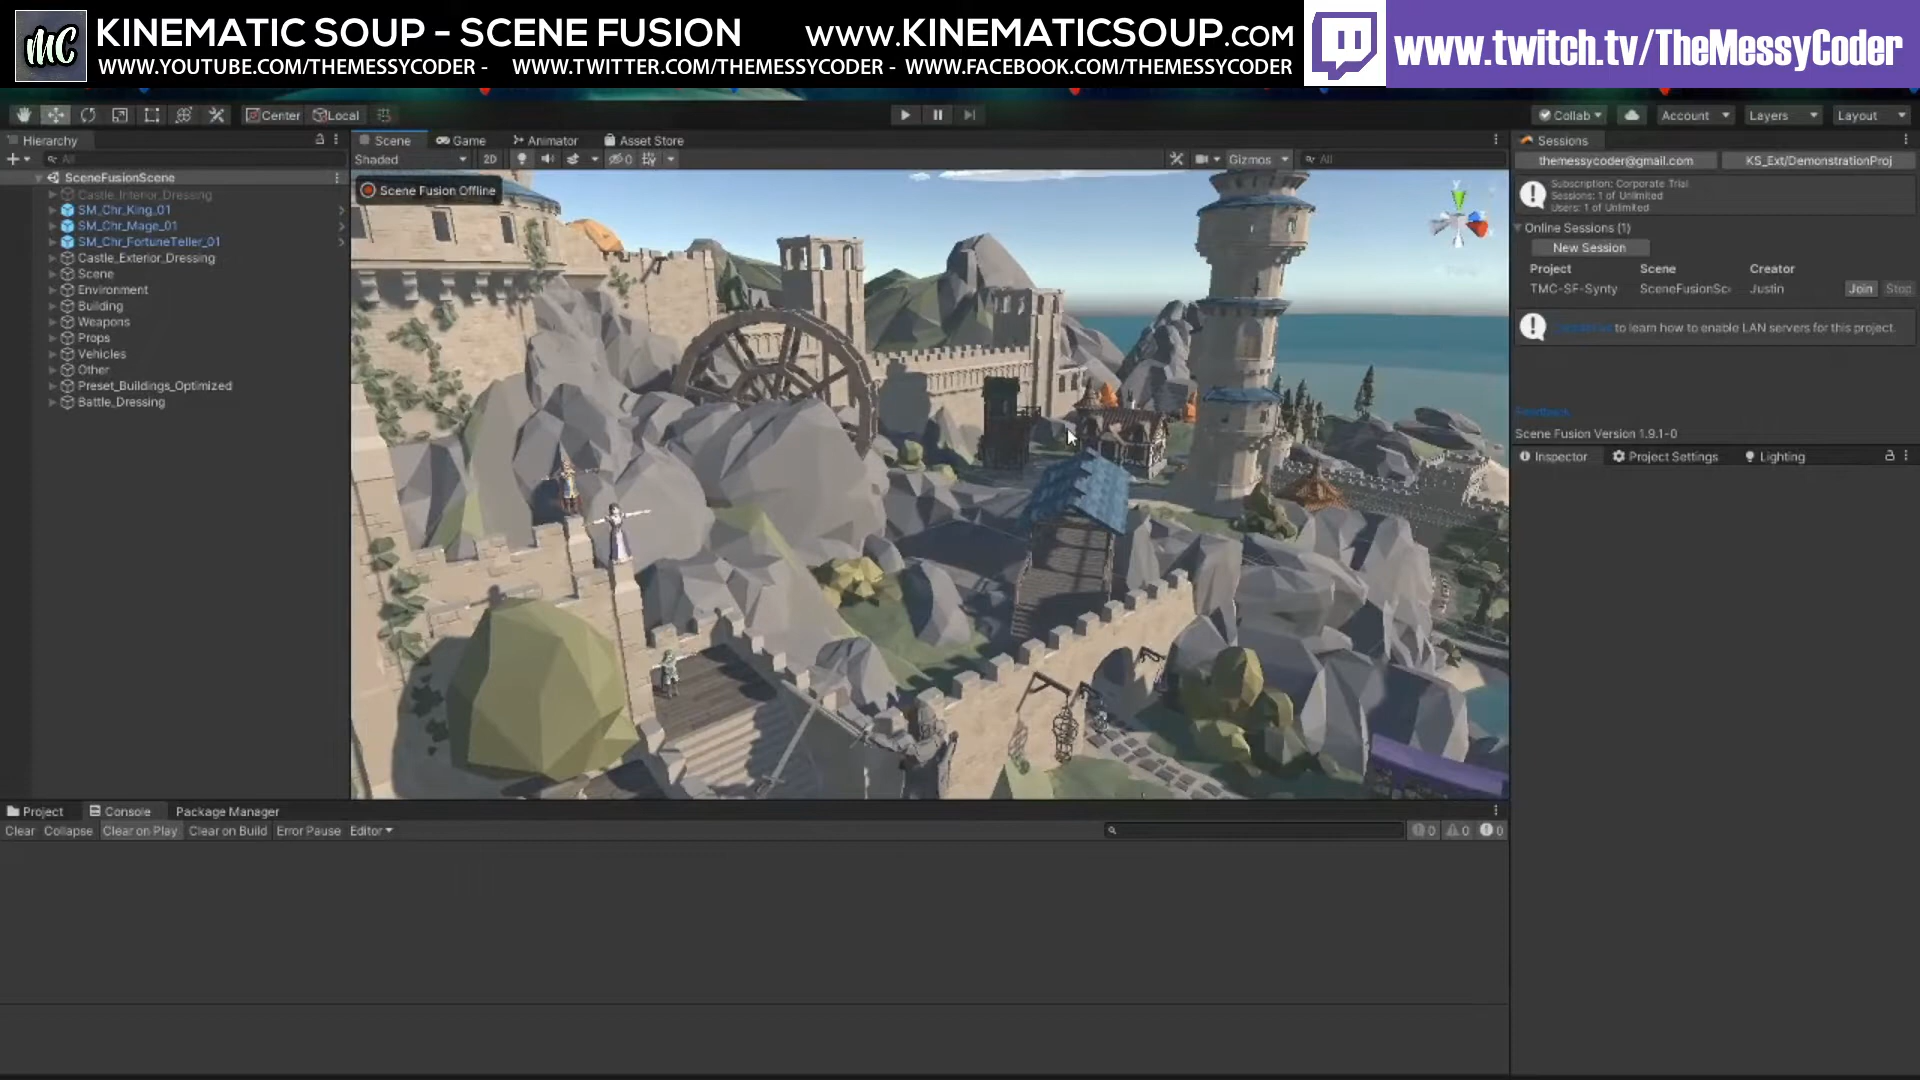 MC
KINEMATIC SOUP - SCENE FUSION
WWW.KINEMATICSOUP.COM
WWW.YOUTUBE.COM/THEMESSYCODER - WWW.TWITTER.COM/THEMESSYCODER - WWW.FACEBOOK.COM/THEMESSYCODER
www.twitch.tv/TheMessyCoder
Center
Local
Collab
Account
Layers
Layout
Hierarchy
All
SceneFusionScene
Castle_Interior_Dressing
SM_Chr_King_01
SM_Chr_Mage_01
SM_Chr_FortuneTeller_01
Castle_Exterior_Dressing
Scene
Environment
Building
Weapons
Props
Vehicles
Other
Preset_Buildings_Optimized
Battle_Dressing
Scene
Game
Animator
Asset Store
Shaded
2D
0
Gizmos
All
Scene Fusion Offline
Y
Sessions
themessycoder@gmail.com
KS_Ext/DemonstrationProj
Subscription: Corporate Trial
Sessions: 1 of Unlimited
Users: 1 of Unlimited
Online Sessions (1)
New Session
Project Scene Creator
TMC-SF-Synty SceneFusionSc Justin Join Stop
to learn how to enable LAN servers for this project.
Feedback
Scene Fusion Version 1.9.1-0
Inspector
Project Settings
Lighting
Project
Console
Package Manager
Clear
Collapse
Clear on Play
Clear on Build
Error Pause
Editor
0
0
0